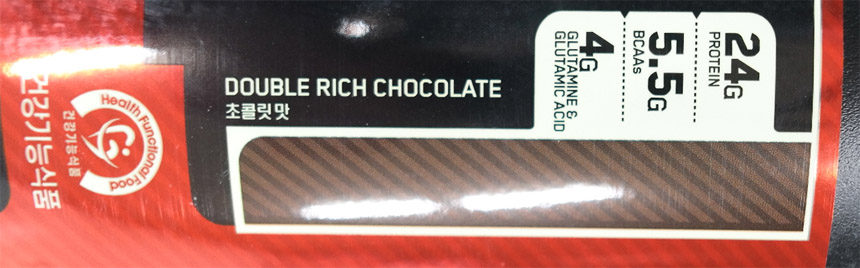 DOUBLE RICH CHOCOLATE
초콜릿 맛
24G
PROTEIN
5.5G
BCAAs
4G
GLUTAMINE &
GLUTAMIC ACID
Health Functional Food
건강기능식품
건강기능식품